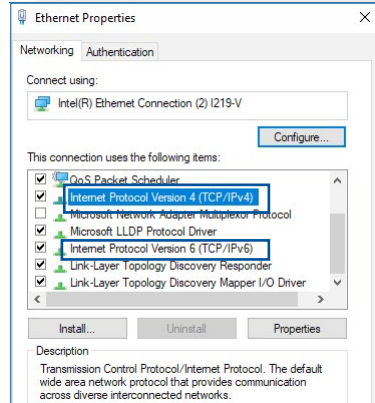 Ethernet Properties
Networking Authentication
Connect using:
Intel(R) Ethernet Connection (2) I219-V
Configure...
This connection uses the following items:
QoS Packet Scheduler
Internet Protocol Version 4 (TCP/IPv4)
Microsoft Network Adapter Multiplexor Protocol
Microsoft LLDP Protocol Driver
Internet Protocol Version 6 (TCP/IPv6)
Link-Layer Topology Discovery Responder
Link-Layer Topology Discovery Mapper I/O Driver
Install... Uninstall Properties
Description
Transmission Control Protocol/Internet Protocol. The default
wide area network protocol that provides communication
across diverse interconnected networks.